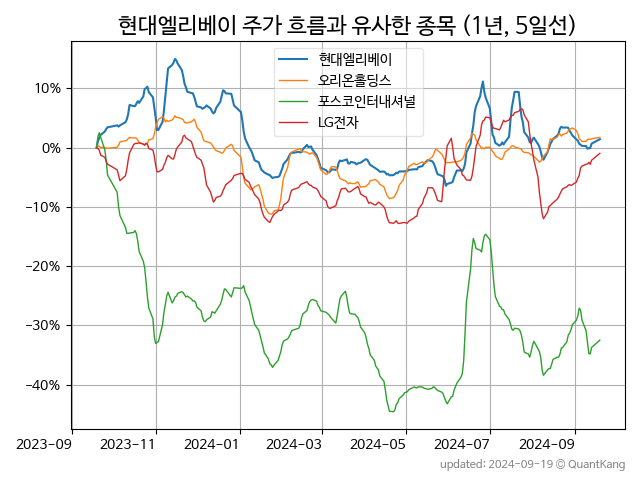 현대엘리베이 주가 흐름과 유사한 종목 (1년, 5일선)
현대엘리베이
오리온홀딩스
포스코인터내셔널
LG전자
10%
0%
−10%
−20%
−30%
−40%
2023-09 2023-11 2024-01 2024-03 2024-05 2024-07 2024-09
updated: 2024-09-19 © QuantKang